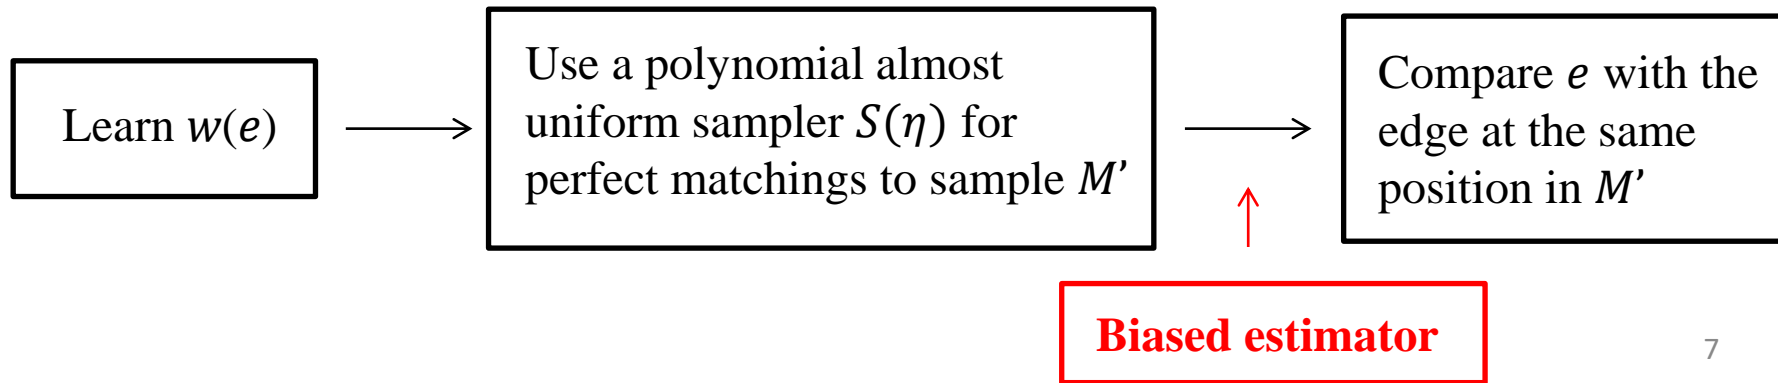 Learn w(e)
Use a polynomial almost
uniform sampler S(η) for
perfect matchings to sample M’
Compare e with the
edge at the same
position in M’
Biased estimator
7